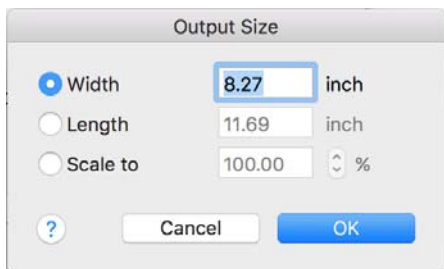 Output Size
Width 8.27 inch
Length 11.69 inch
Scale to 100.00 %
? Cancel OK